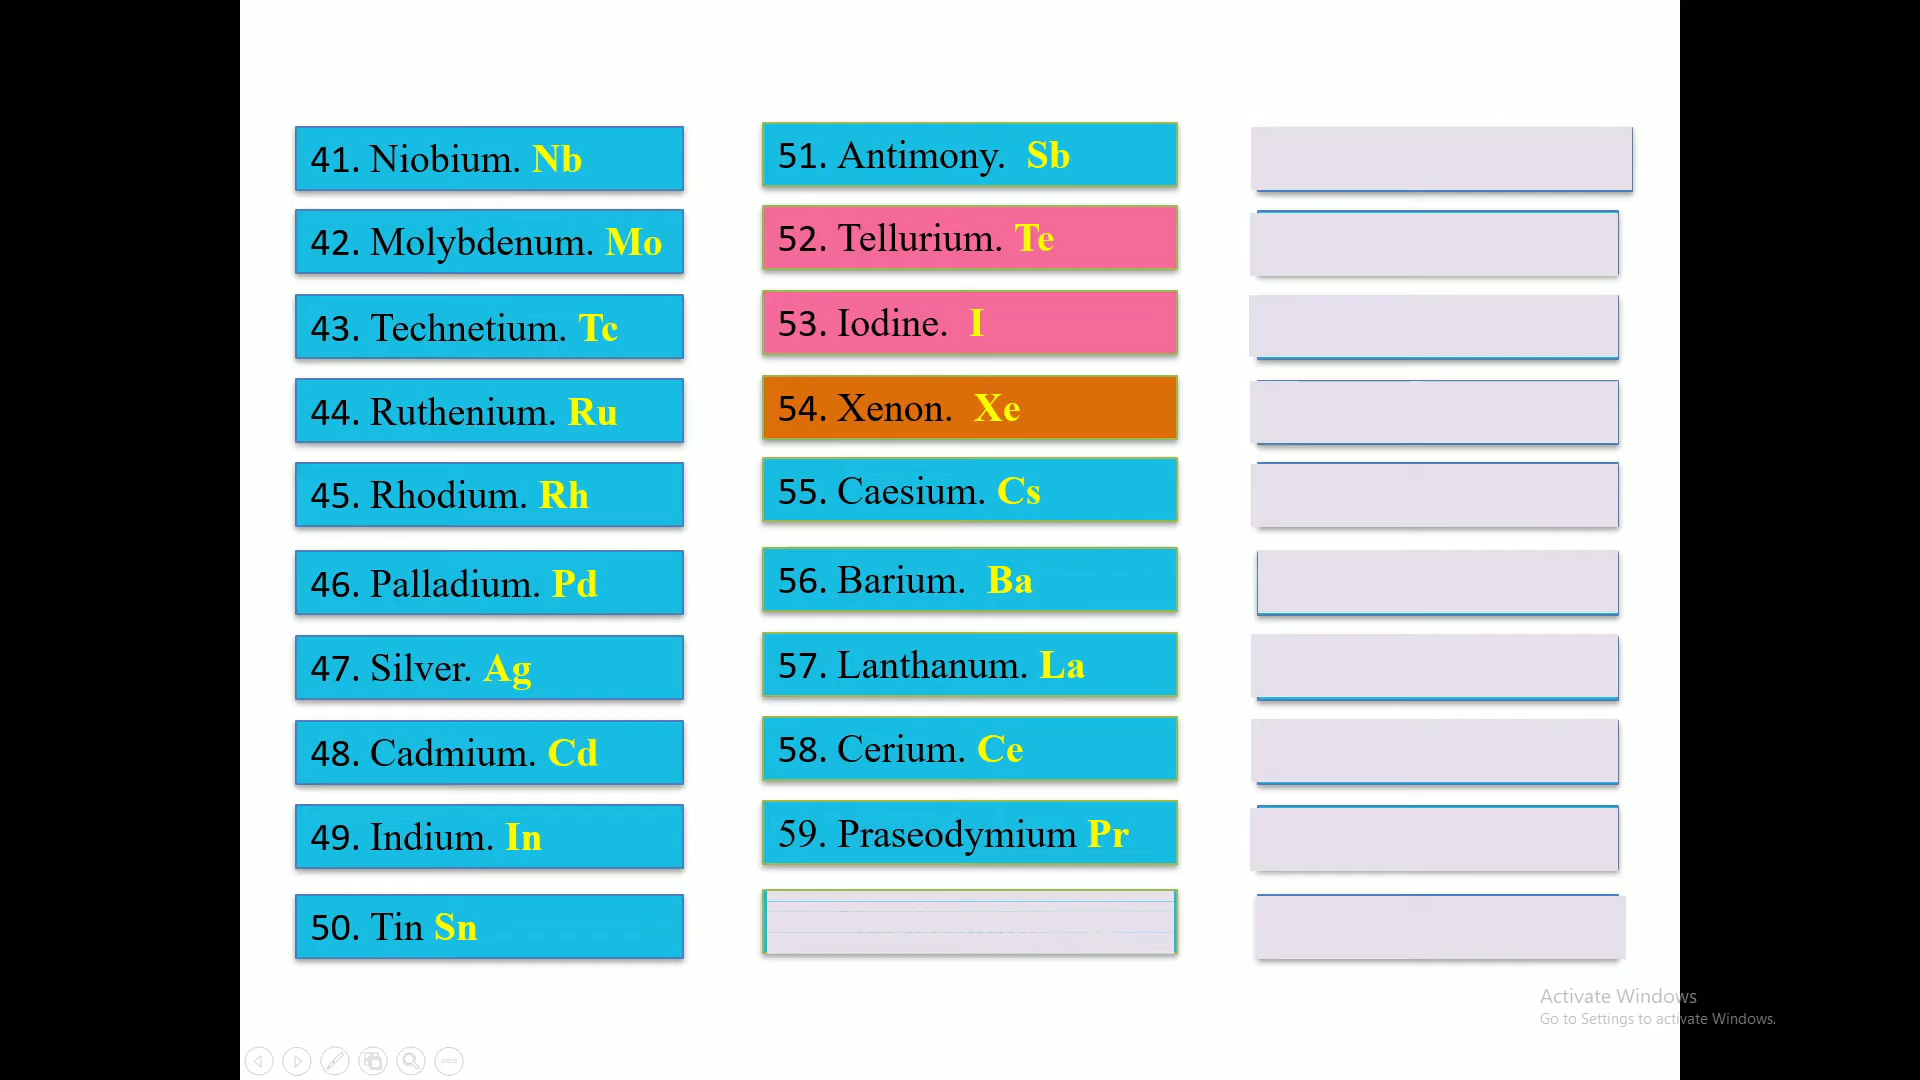 41. Niobium. Nb
42. Molybdenum. Mo
43. Technetium. Tc
44. Ruthenium. Ru
45. Rhodium. Rh
46. Palladium. Pd
47. Silver. Ag
48. Cadmium. Cd
49. Indium. In
50. Tin Sn
51. Antimony. Sb
52. Tellurium. Te
53. Iodine. I
54. Xenon. Xe
55. Caesium. Cs
56. Barium. Ba
57. Lanthanum. La
58. Cerium. Ce
59. Praseodymium Pr
Activate Windows
Go to Settings to activate Windows.